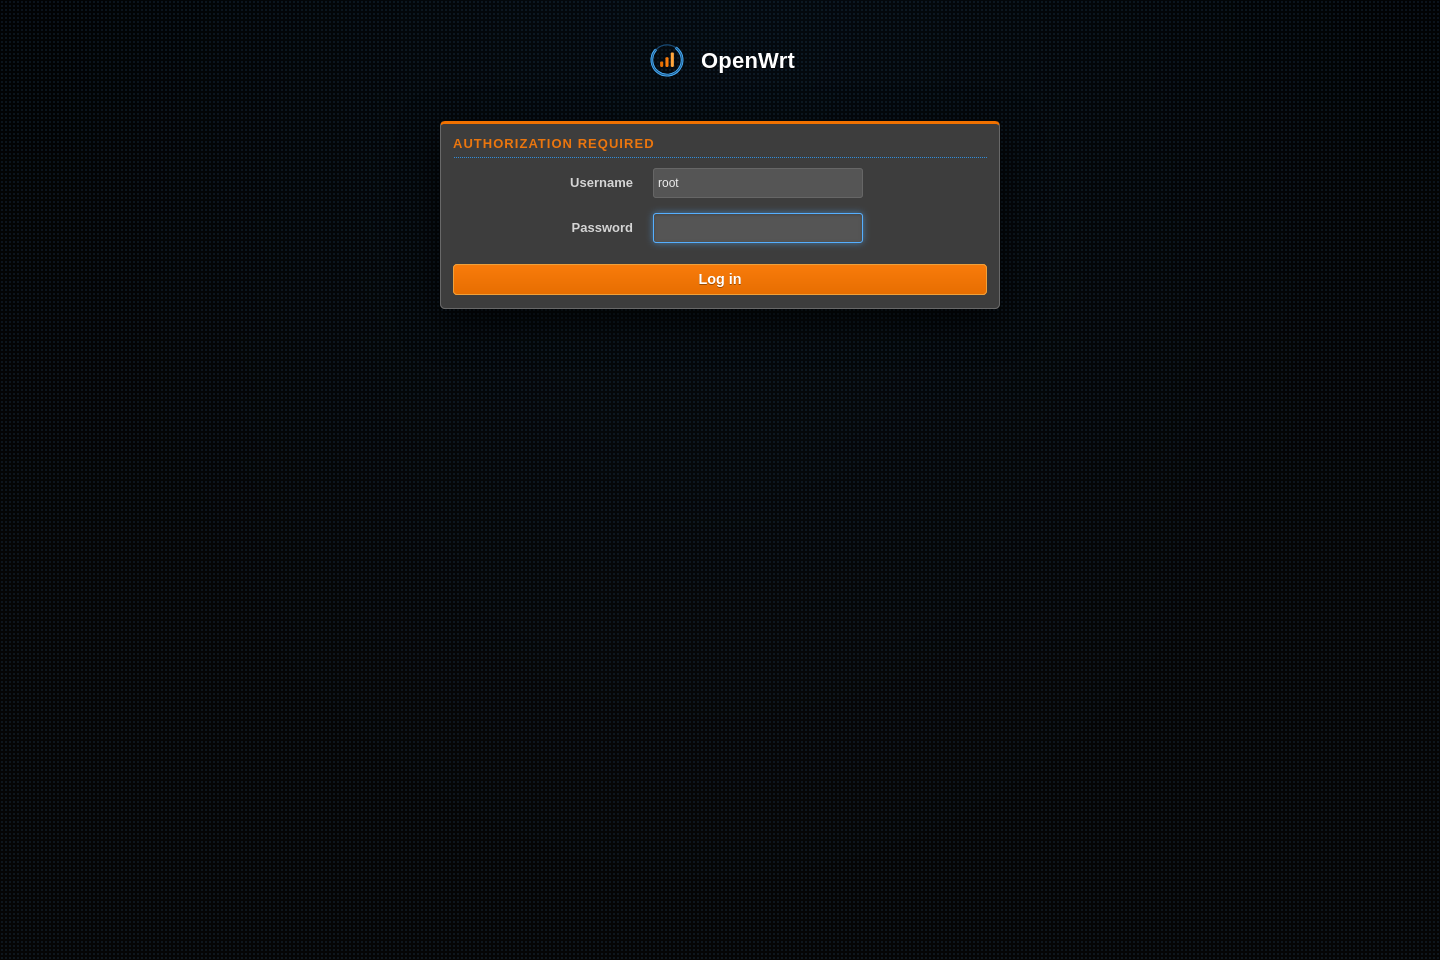 OpenWrt
AUTHORIZATION REQUIRED
Username
root
Password
Log in